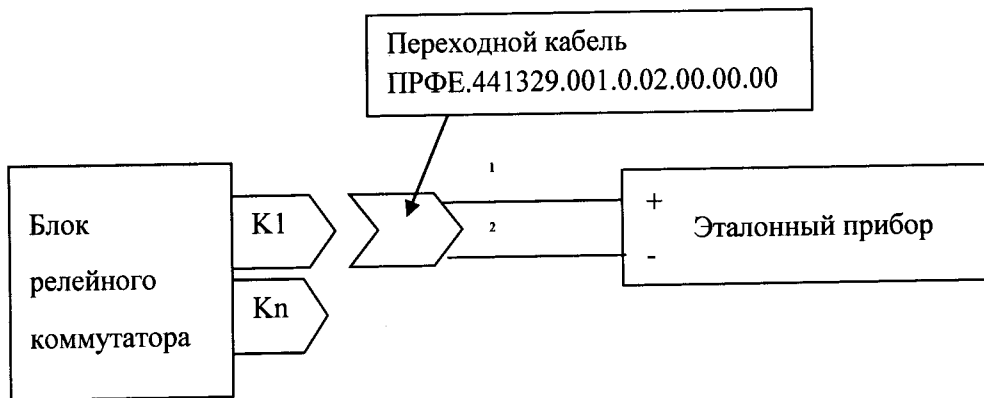 Переходной кабель
ПРФЕ.441329.001.0.02.00.00.00
1
K1
+
Блок
2
Эталонный прибор
релейного
-
Kn
коммутатора